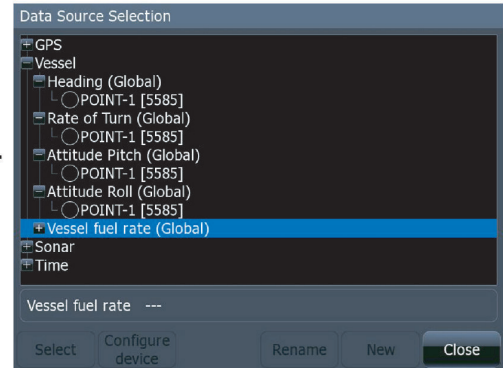 Data Source Selection
GPS
Vessel
Heading (Global)
POINT-1 [5585]
Rate of Turn (Global)
POINT-1 [5585]
Attitude Pitch (Global)
POINT-1 [5585]
Attitude Roll (Global)
POINT-1 [5585]
Vessel fuel rate (Global)
Sonar
Time
Vessel fuel rate ---
Select Configure device Rename New Close